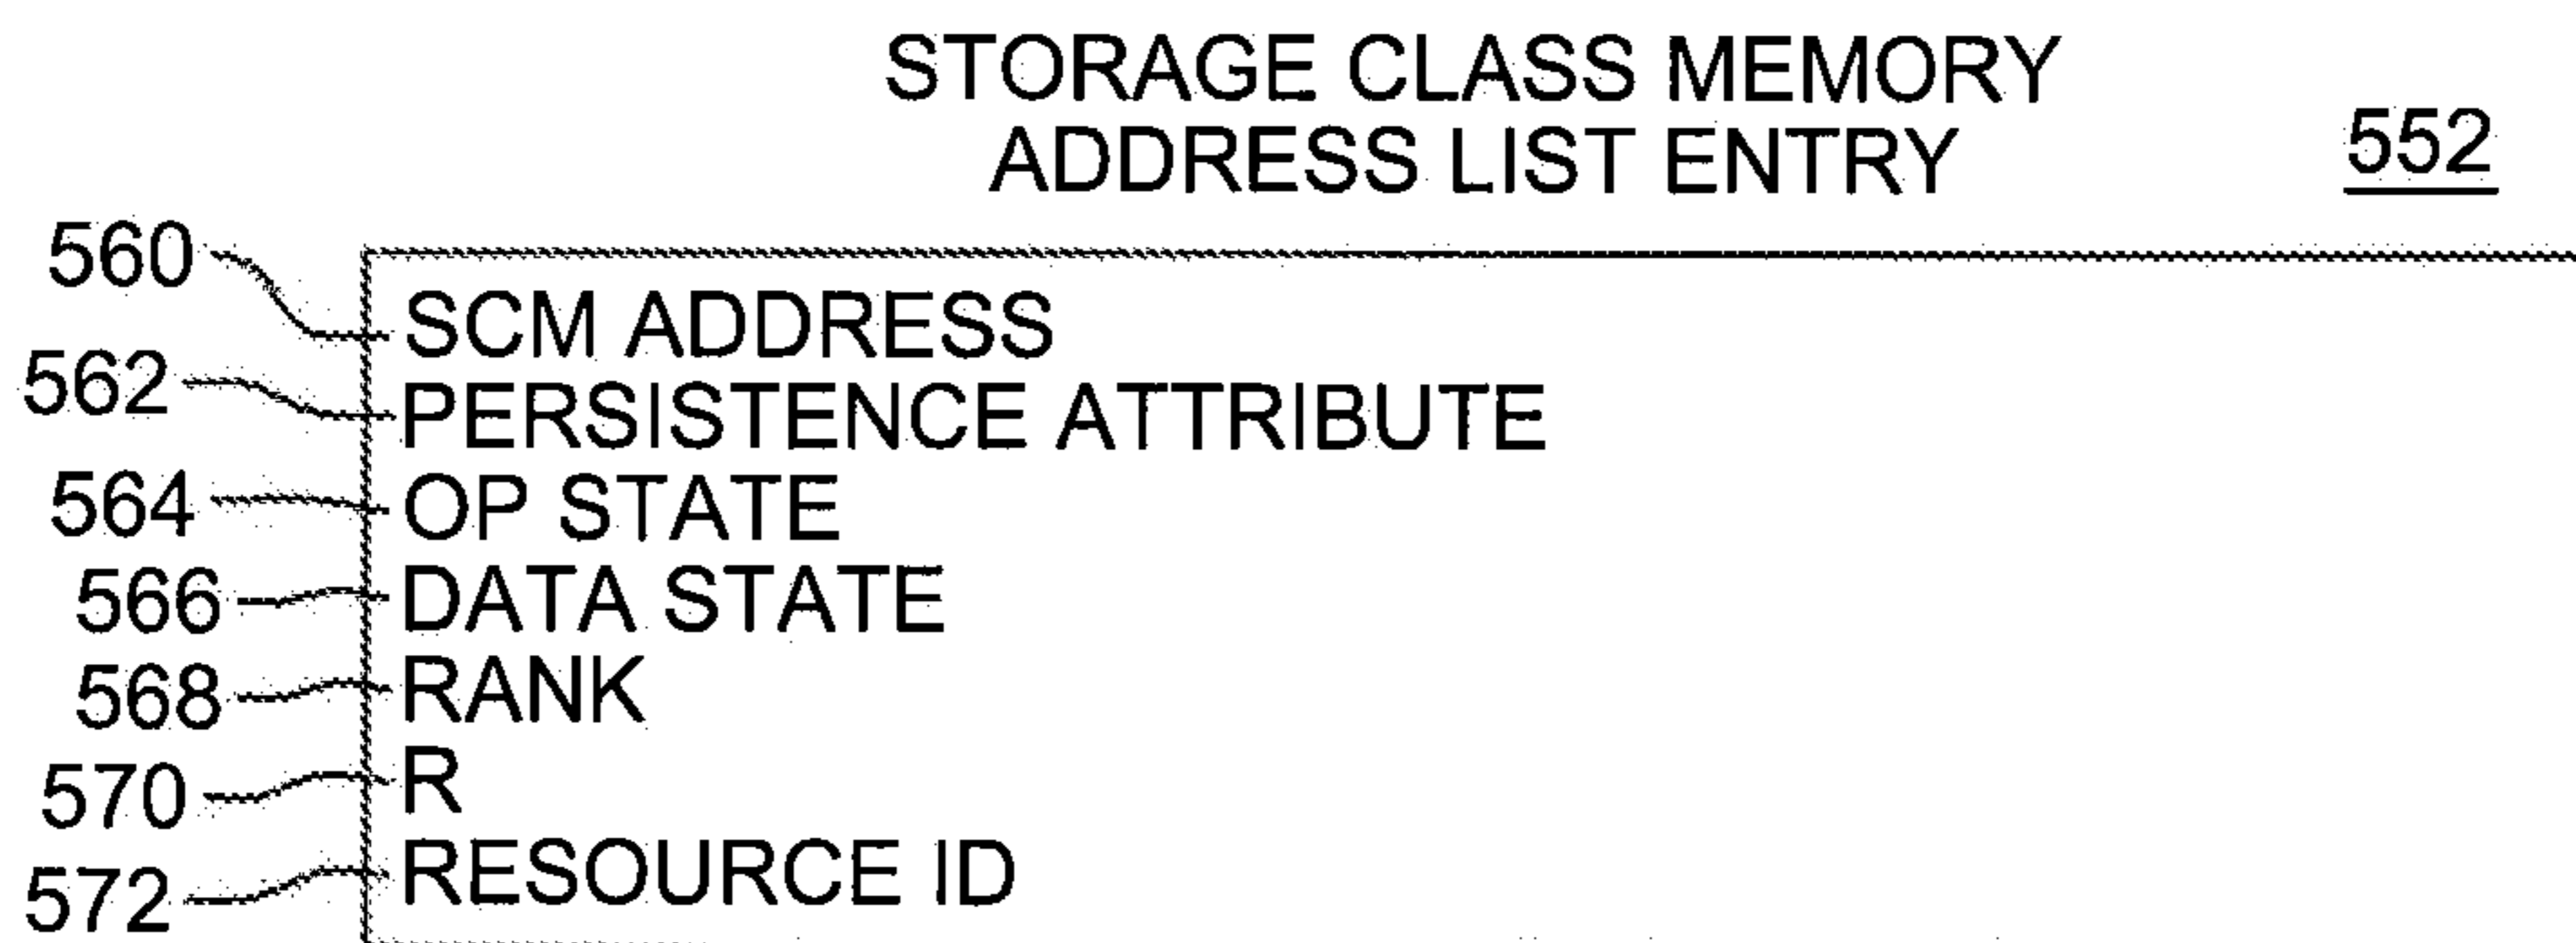 STORAGE CLASS MEMORY
ADDRESS LIST ENTRY 552
560 SCM ADDRESS
562 PERSISTENCE ATTRIBUTE
564 OP STATE
566 DATA STATE
568 RANK
570 R
572 RESOURCE ID